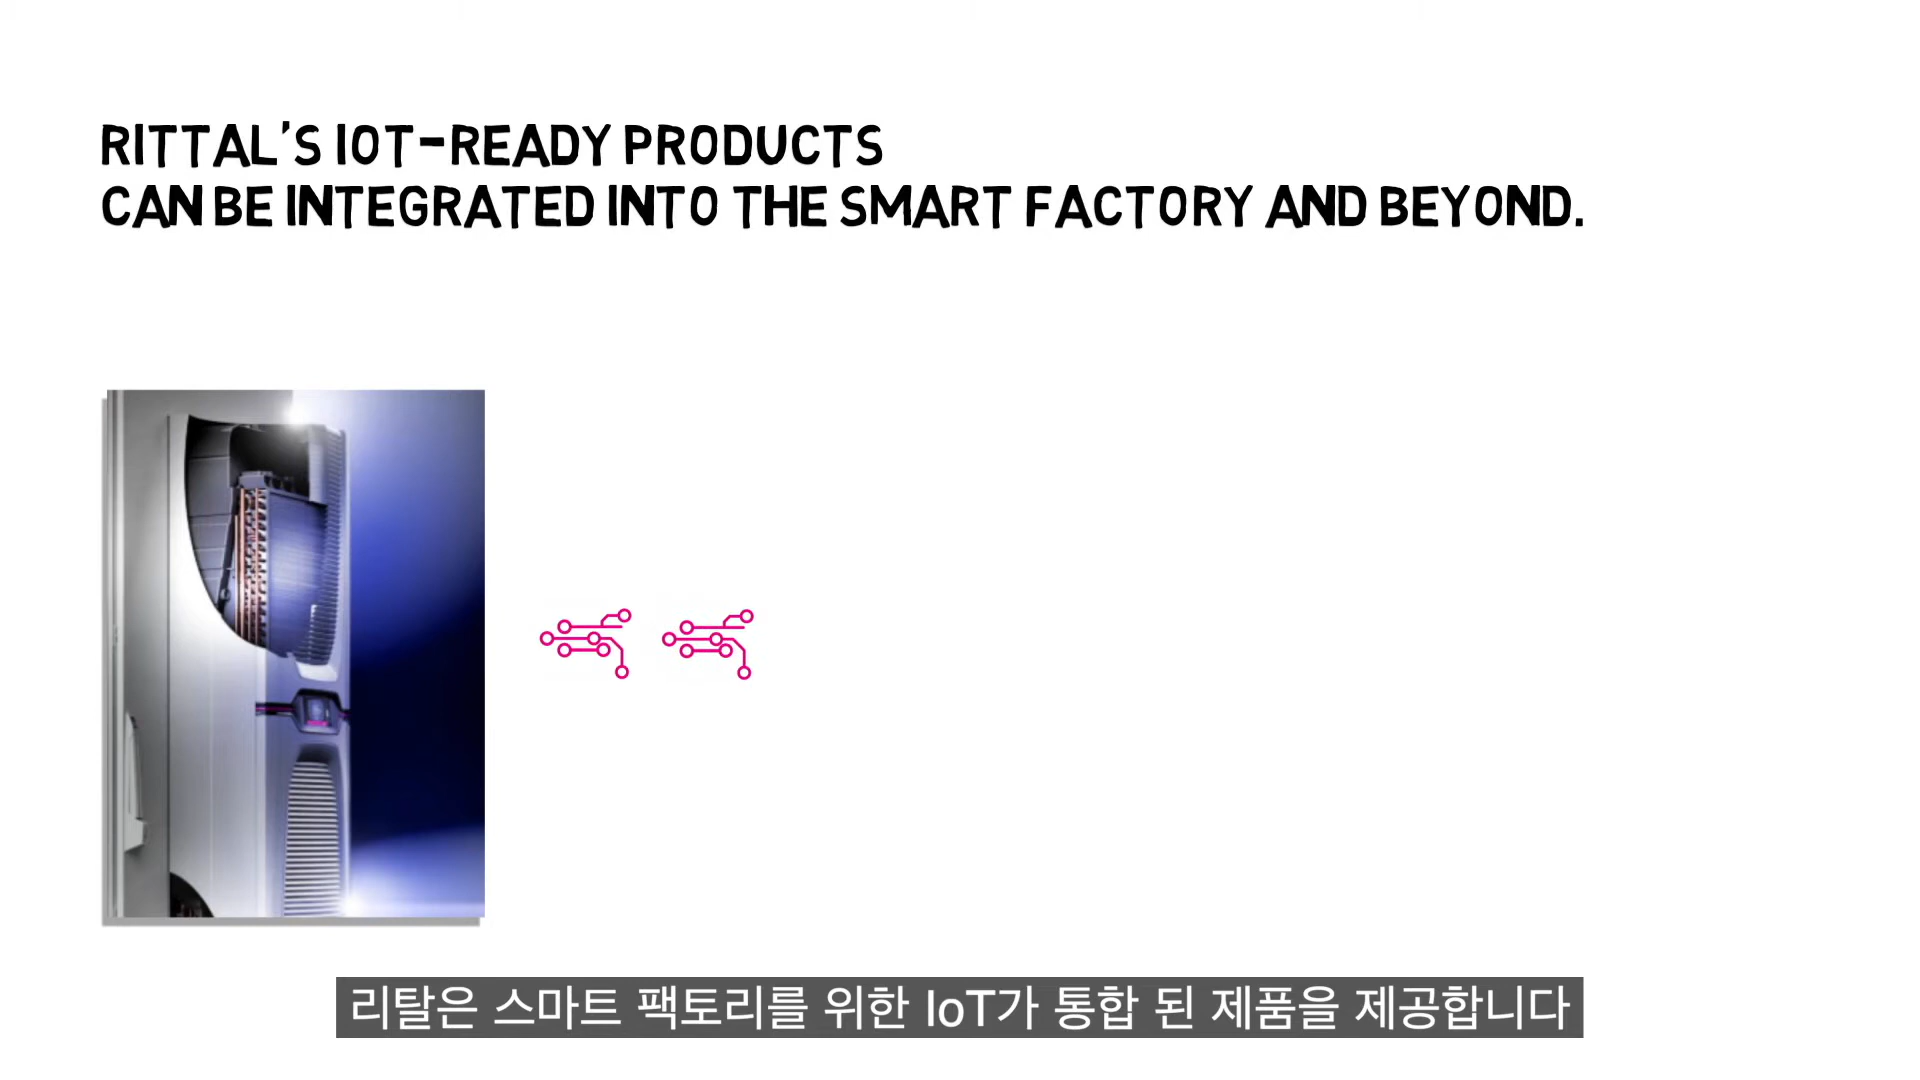 RITTAL'S IOT-READY PRODUCTS
CAN BE INTEGRATED INTO THE SMART FACTORY AND BEYOND.
리탈은 스마트 팩토리를 위한 IoT가 통합 된 제품을 제공합니다